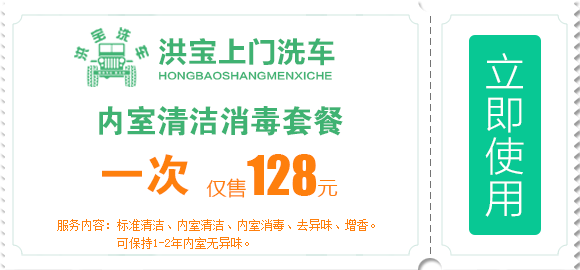 洪宝洗车
洪宝上门洗车
HONGBAOSHANGMENXICHE
内室清洁消毒套餐
一次 仅售128元
服务内容：标准清洁、内室清洁、内室消毒、去异味、增香。
可保持1-2年内室无异味。
立即使用